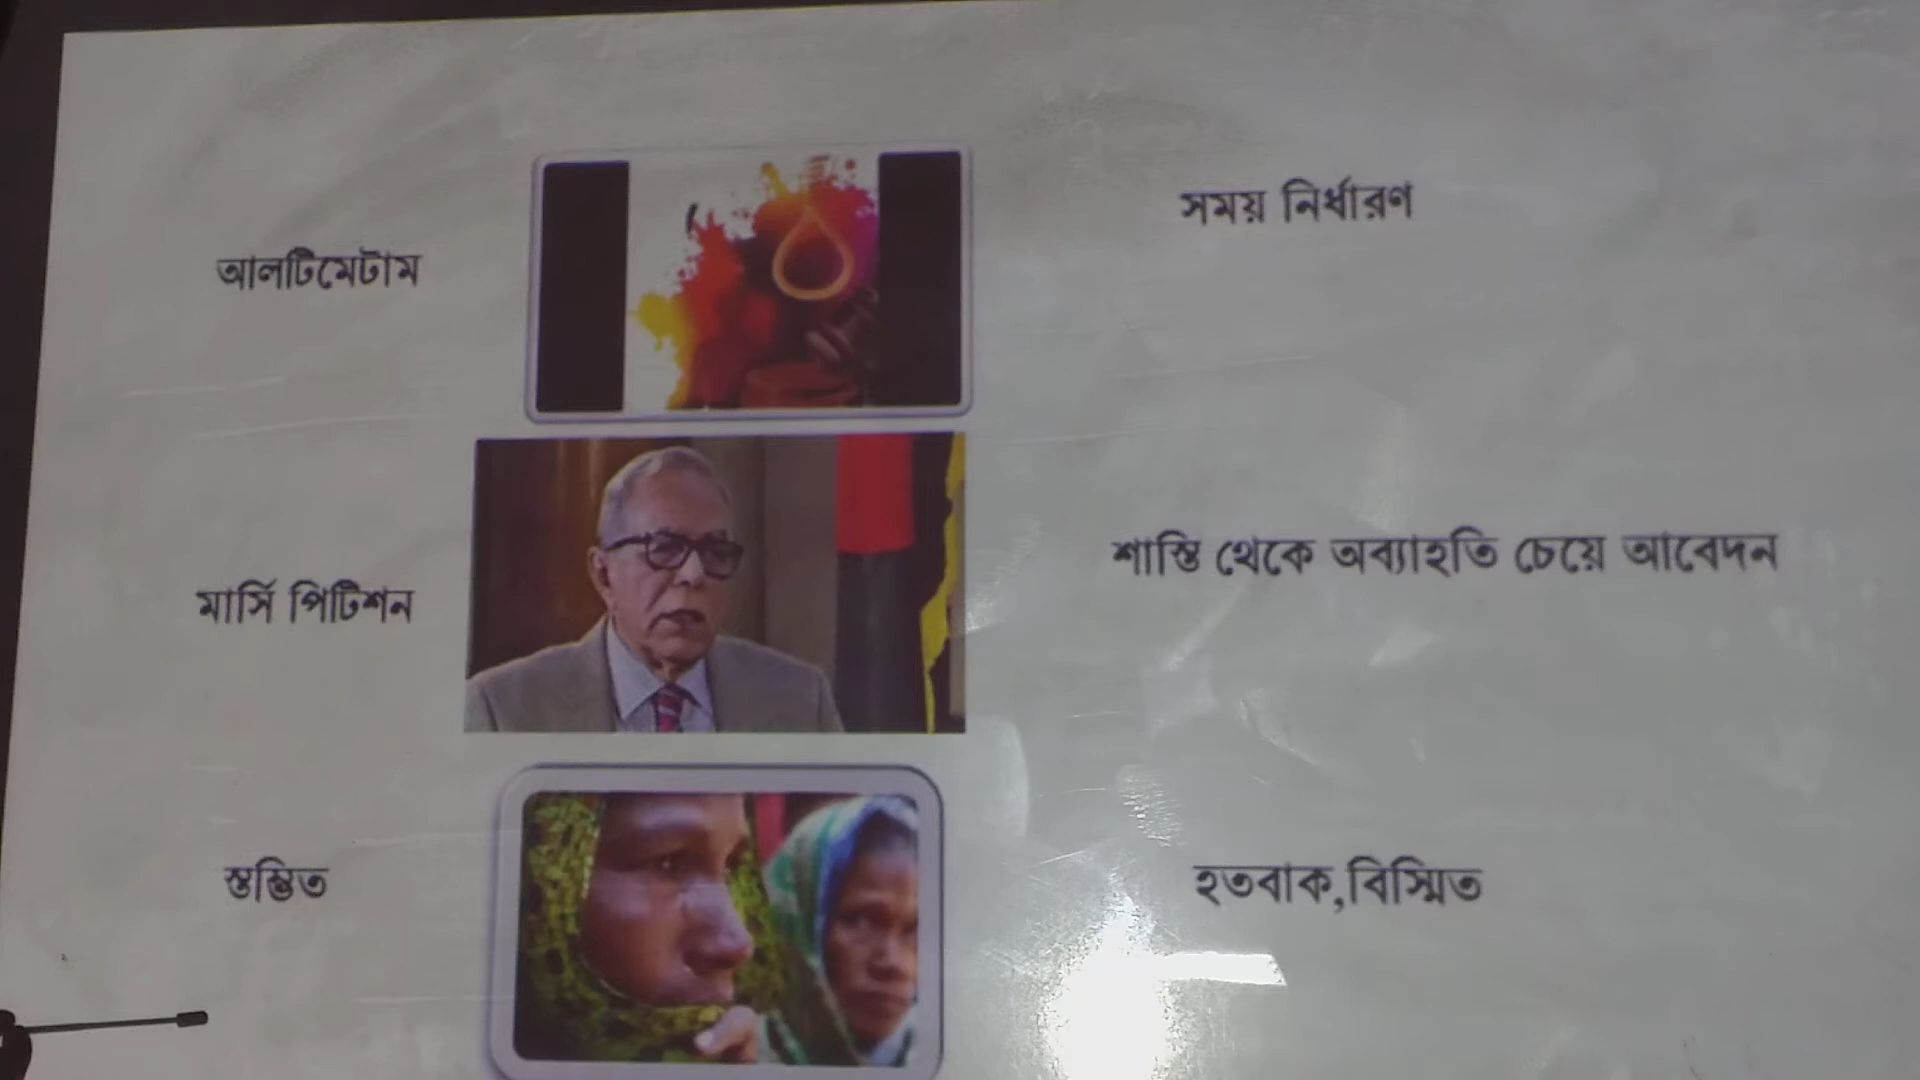 সময় নির্ধারণ
আলটিমেটাম
শাস্তি থেকে অব্যাহতি চেয়ে আবেদন
মার্সি পিটিশন
স্তম্ভিত
হতবাক,বিস্মিত